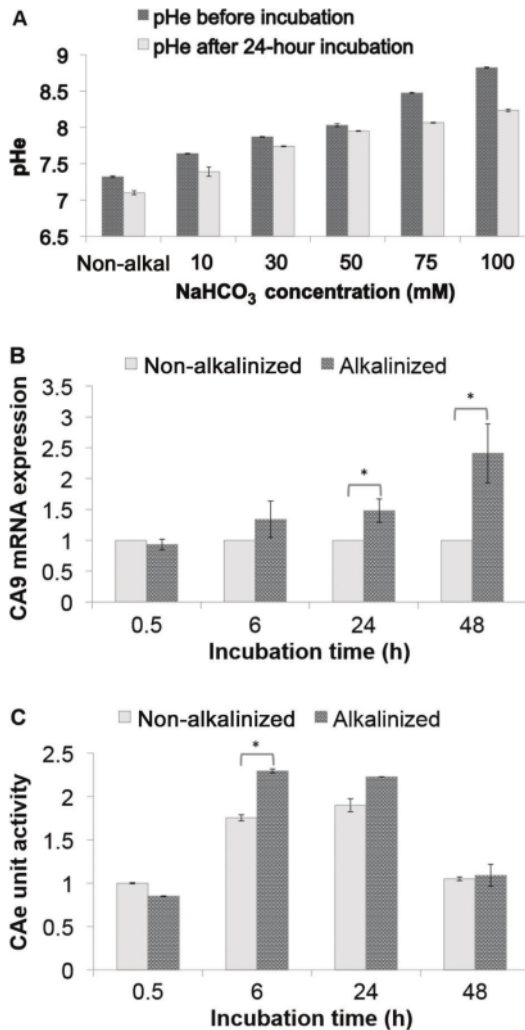 A
pHe before incubation
pHe after 24-hour incubation
9
8.5
8
7.5
7
6.5
pHe
Non-alkal 10 30 50 75 100
NaHCO₃ concentration (mM)
B
Non-alkalinized Alkalinized
3.5
3
2.5
2
1.5
1
0.5
0
CA9 mRNA expression
*
*
0.5 6 24 48
Incubation time (h)
C
Non-alkalinized Alkalinized
2.5
2
1.5
1
0.5
0
CAe unit activity
*
0.5 6 24 48
Incubation time (h)